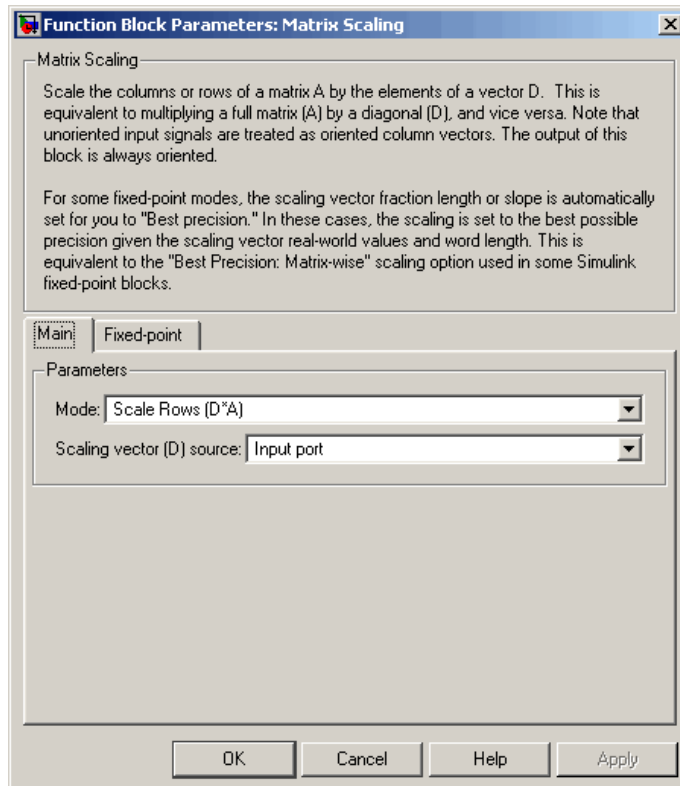 Function Block Parameters: Matrix Scaling
Matrix Scaling
Scale the columns or rows of a matrix A by the elements of a vector D.  This is
equivalent to multiplying a full matrix (A) by a diagonal (D), and vice versa. Note that
unoriented input signals are treated as oriented column vectors. The output of this
block is always oriented.
For some fixed-point modes, the scaling vector fraction length or slope is automatically
set for you to "Best precision." In these cases, the scaling is set to the best possible
precision given the scaling vector real-world values and word length. This is
equivalent to the "Best Precision: Matrix-wise" scaling option used in some Simulink
fixed-point blocks.
Main Fixed-point
Parameters
Mode: Scale Rows (D*A)
Scaling vector (D) source: Input port
OK Cancel Help Apply